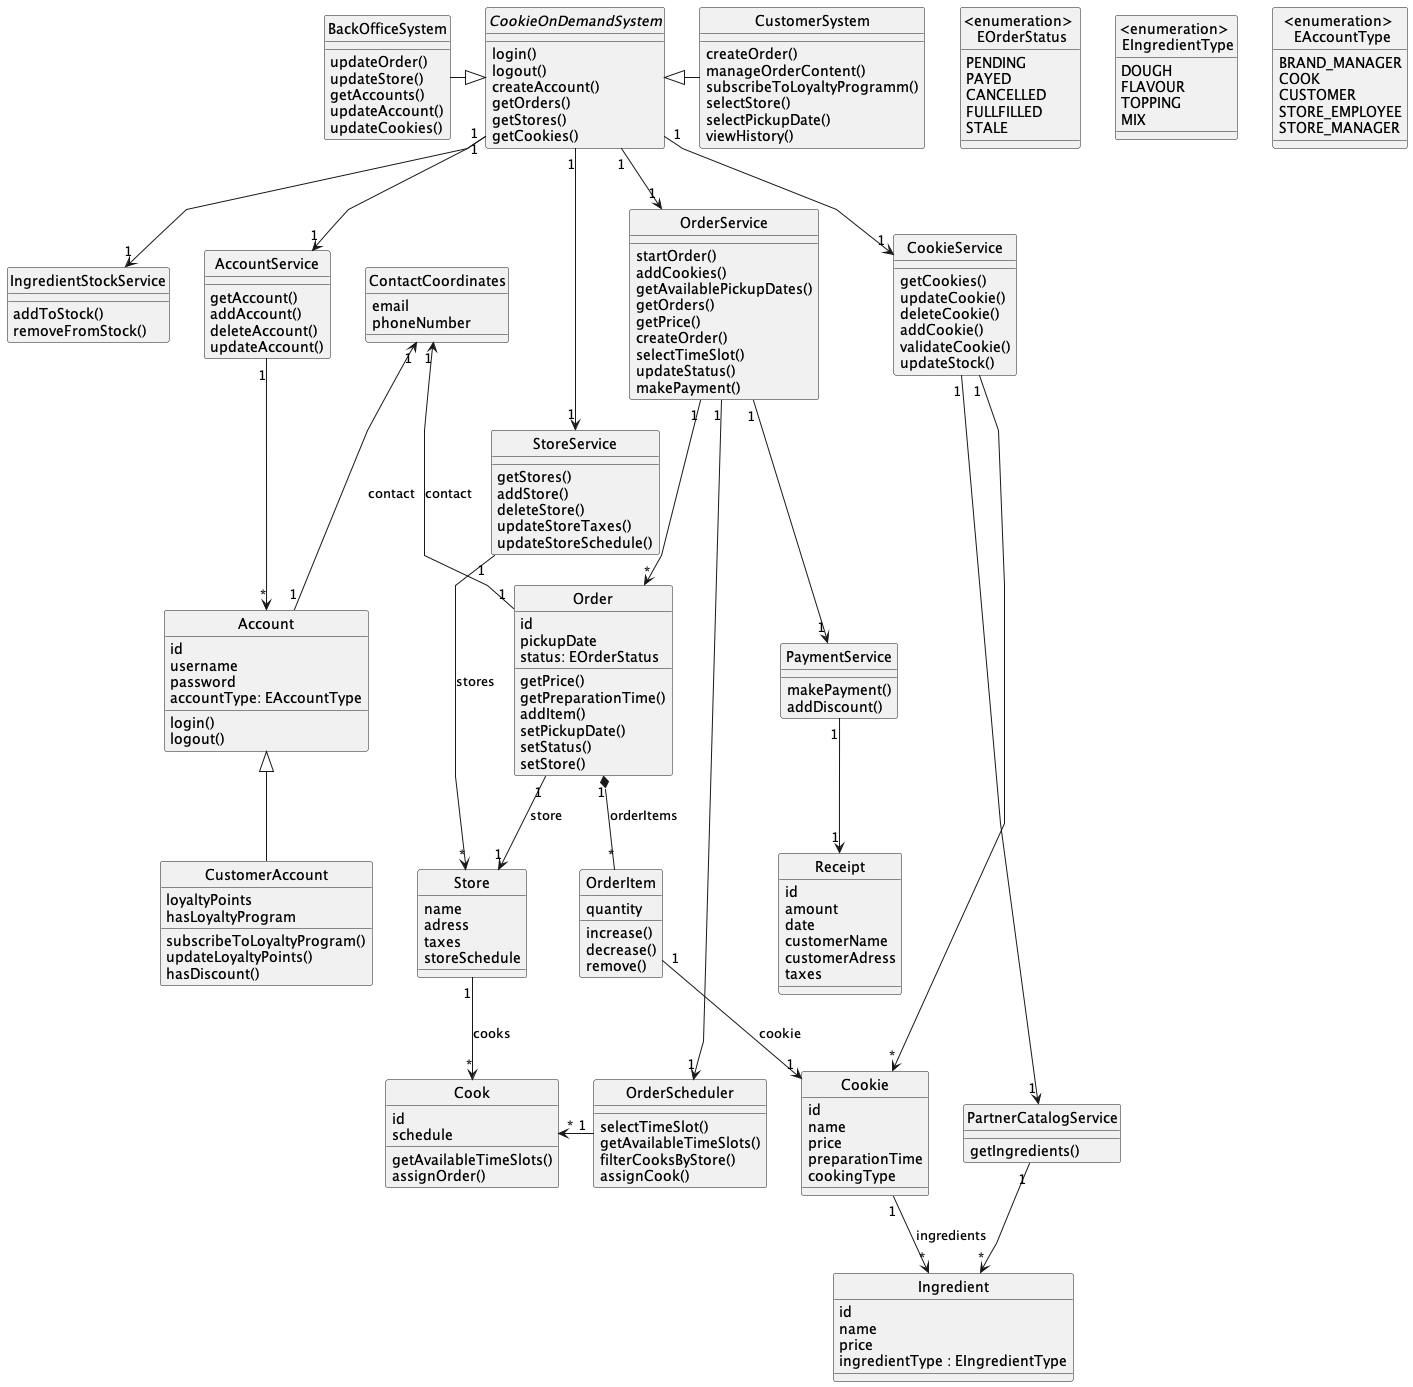 BackOfficeSystem
updateOrder()
updateStore()
getAccounts()
updateAccount()
updateCookies()
CookieOnDemandSystem
login()
logout()
createAccount()
getOrders()
getStores()
getCookies()
CustomerSystem
createOrder()
manageOrderContent()
subscribeToLoyaltyProgramm()
selectStore()
selectPickupDate()
viewHistory()
<enumeration>
EOrderStatus
PENDING
PAYED
CANCELLED
FULLFILLED
STALE
<enumeration>
EIngredientType
DOUGH
FLAVOUR
TOPPING
MIX
<enumeration>
EAccountType
BRAND_MANAGER
COOK
CUSTOMER
STORE_EMPLOYEE
STORE_MANAGER
1
1
1
1
1
1
1
1
1
IngredientStockService
addToStock()
removeFromStock()
AccountService
getAccount()
addAccount()
deleteAccount()
updateAccount()
ContactCoordinates
email
phoneNumber
OrderService
startOrder()
addCookies()
getAvailablePickupDates()
getOrders()
getPrice()
createOrder()
selectTimeSlot()
updateStatus()
makePayment()
CookieService
getCookies()
updateCookie()
deleteCookie()
addCookie()
validateCookie()
updateStock()
1
1
1
1
1
1
1
1
1
1
StoreService
getStores()
addStore()
deleteStore()
updateStoreTaxes()
updateStoreSchedule()
contact
contact
1
*
*
1
1
Account
id
username
password
accountType: EAccountType
login()
logout()
Order
id
pickupDate
status: EOrderStatus
getPrice()
getPreparationTime()
addItem()
setPickupDate()
setStatus()
setStore()
stores
1
PaymentService
makePayment()
addDiscount()
1
1
1
store
orderItems
*
1
*
1
CustomerAccount
loyaltyPoints
hasLoyaltyProgram
subscribeToLoyaltyProgram()
updateLoyaltyPoints()
hasDiscount()
Store
name
adress
taxes
storeSchedule
OrderItem
quantity
increase()
decrease()
remove()
Receipt
id
amount
date
customerName
customerAdress
taxes
1
1
cooks
cookie
*
1
1
*
1
Cook
id
schedule
getAvailableTimeSlots()
assignOrder()
* 1
OrderScheduler
selectTimeSlot()
getAvailableTimeSlots()
filterCooksByStore()
assignCook()
Cookie
id
name
price
preparationTime
cookingType
PartnerCatalogService
getIngredients()
1
1
ingredients
*
*
Ingredient
id
name
price
ingredientType : EIngredientType